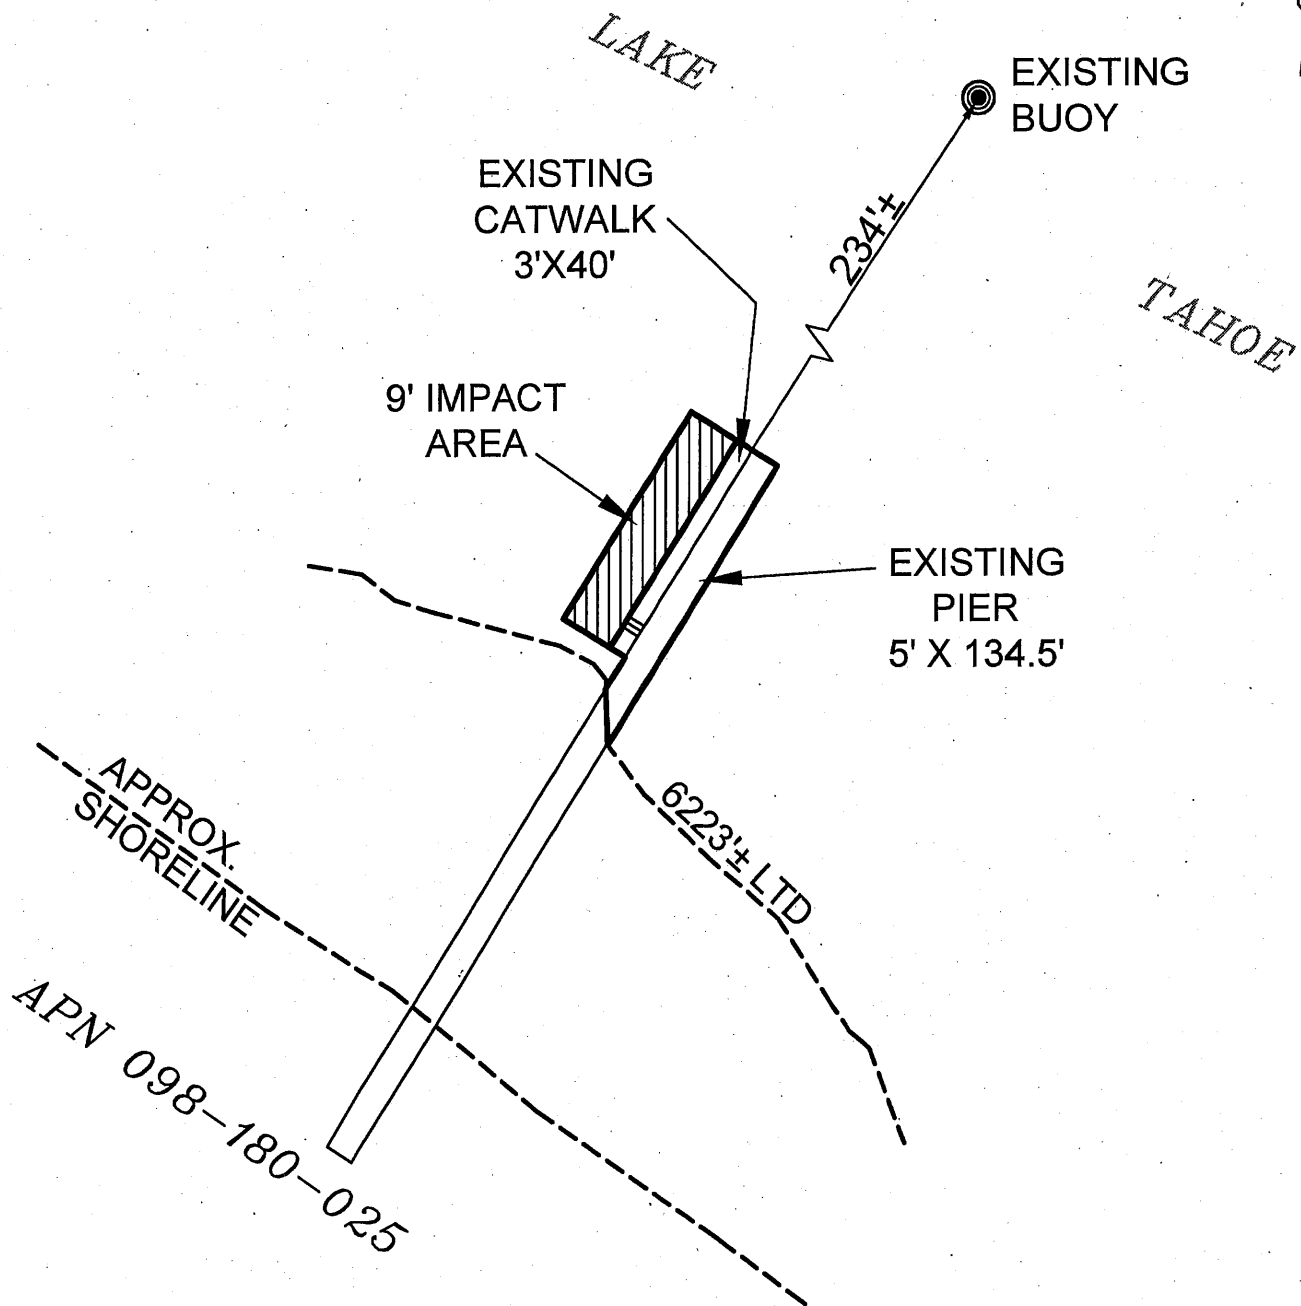 LAKE
EXISTING
BUOY
EXISTING
CATWALK
3'X40'
234'±
TAHOE
9' IMPACT
AREA
EXISTING
PIER
5' X 134.5'
APPROX.
SHORELINE
6223'± LTD
APN 098-180-025